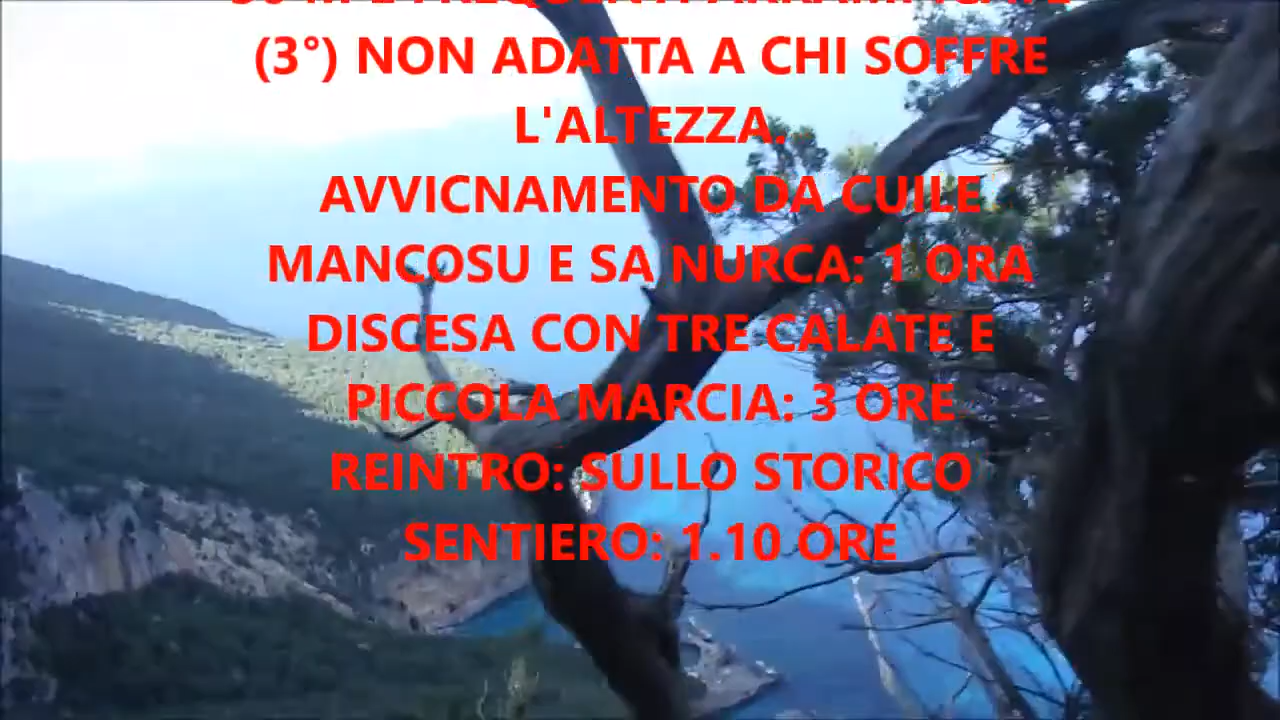 (3°) NON ADATTA A CHI SOFFRE
L'ALTEZZA.
AVVICNAMENTO DA CUILE
MANCOSU E SA NURCA: 1 ORA
DISCESA CON TRE CALATE E
PICCOLA MARCIA: 3 ORE
REINTRO: SULLO STORICO
SENTIERO: 1.10 ORE